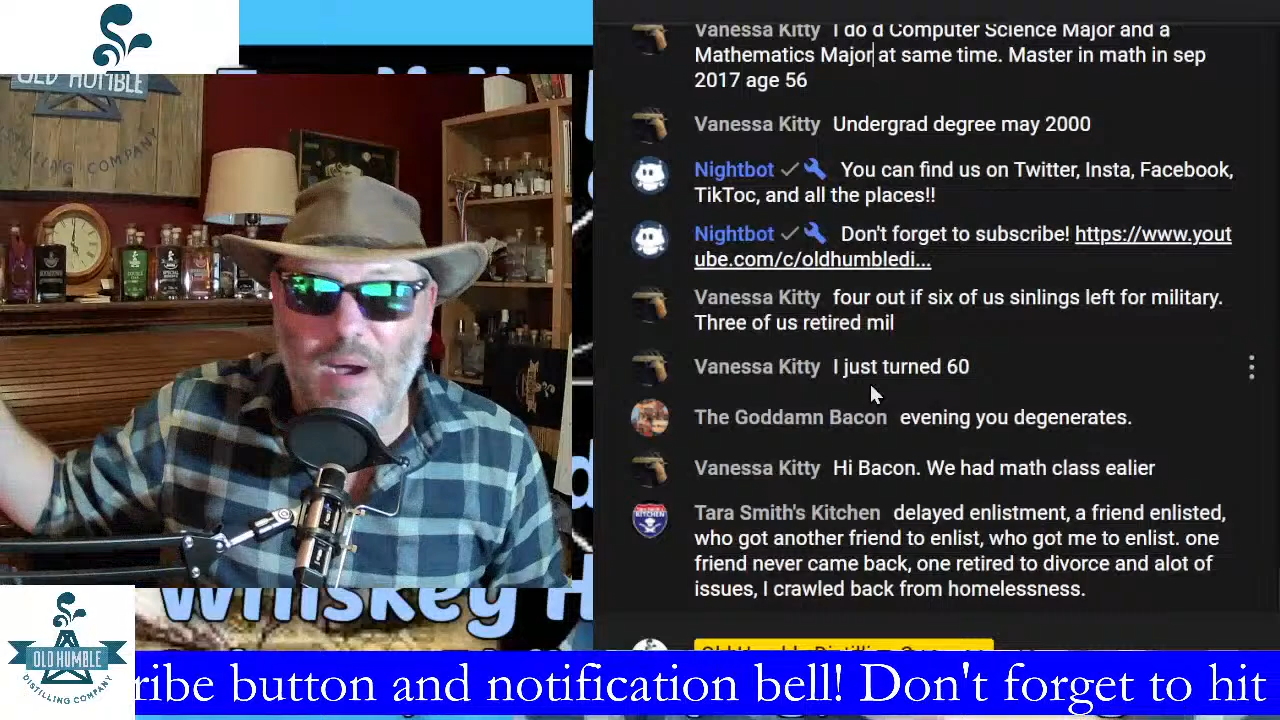 OLD HUMBLE
DISTILLING COMPANY
Vanessa Kitty I do d Computer Science Major and a
Mathematics Major at same time. Master in math in sep
2017 age 56
Vanessa Kitty Undergrad degree may 2000
Nightbot You can find us on Twitter, Insta, Facebook,
TikToc, and all the places!!
Nightbot Don't forget to subscribe! https://www.yout
ube.com/c/oldhumbledi...
Vanessa Kitty four out if six of us sinlings left for military.
Three of us retired mil
Vanessa Kitty I just turned 60
The Goddamn Bacon evening you degenerates.
Vanessa Kitty Hi Bacon. We had math class ealier
Tara Smith's Kitchen delayed enlistment, a friend enlisted,
who got another friend to enlist, who got me to enlist. one
friend never came back, one retired to divorce and alot of
issues, I crawled back from homelessness.
Whiskey H
OLD HUMBLE
DISTILLING COMPANY
ribe button and notification bell! Don't forget to hit